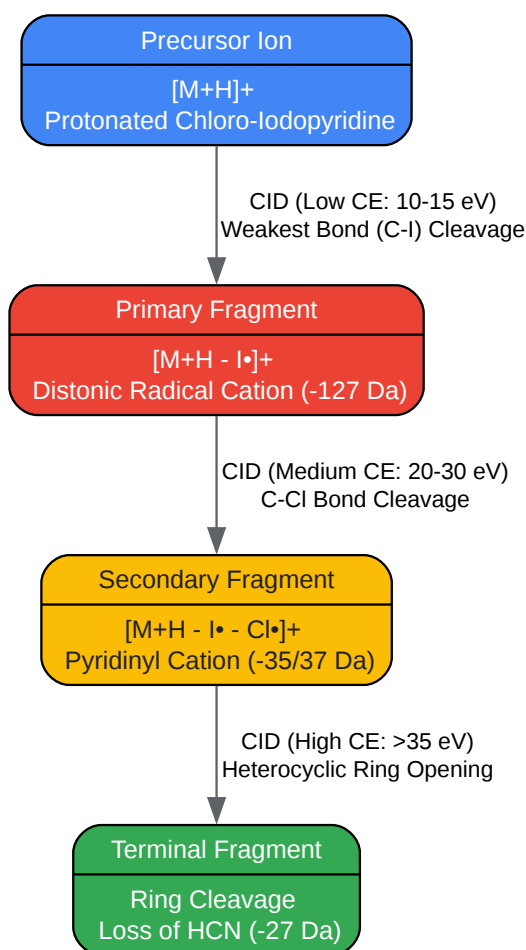 Precursor Ion
[M+H]+
Protonated Chloro-Iodopyridine
CID (Low CE: 10-15 eV)
Weakest Bond (C-I) Cleavage
Primary Fragment
[M+H - I•]+
Distonic Radical Cation (-127 Da)
CID (Medium CE: 20-30 eV)
C-Cl Bond Cleavage
Secondary Fragment
[M+H - I• - Cl•]+
Pyridinyl Cation (-35/37 Da)
CID (High CE: >35 eV)
Heterocyclic Ring Opening
Terminal Fragment
Ring Cleavage
Loss of HCN (-27 Da)